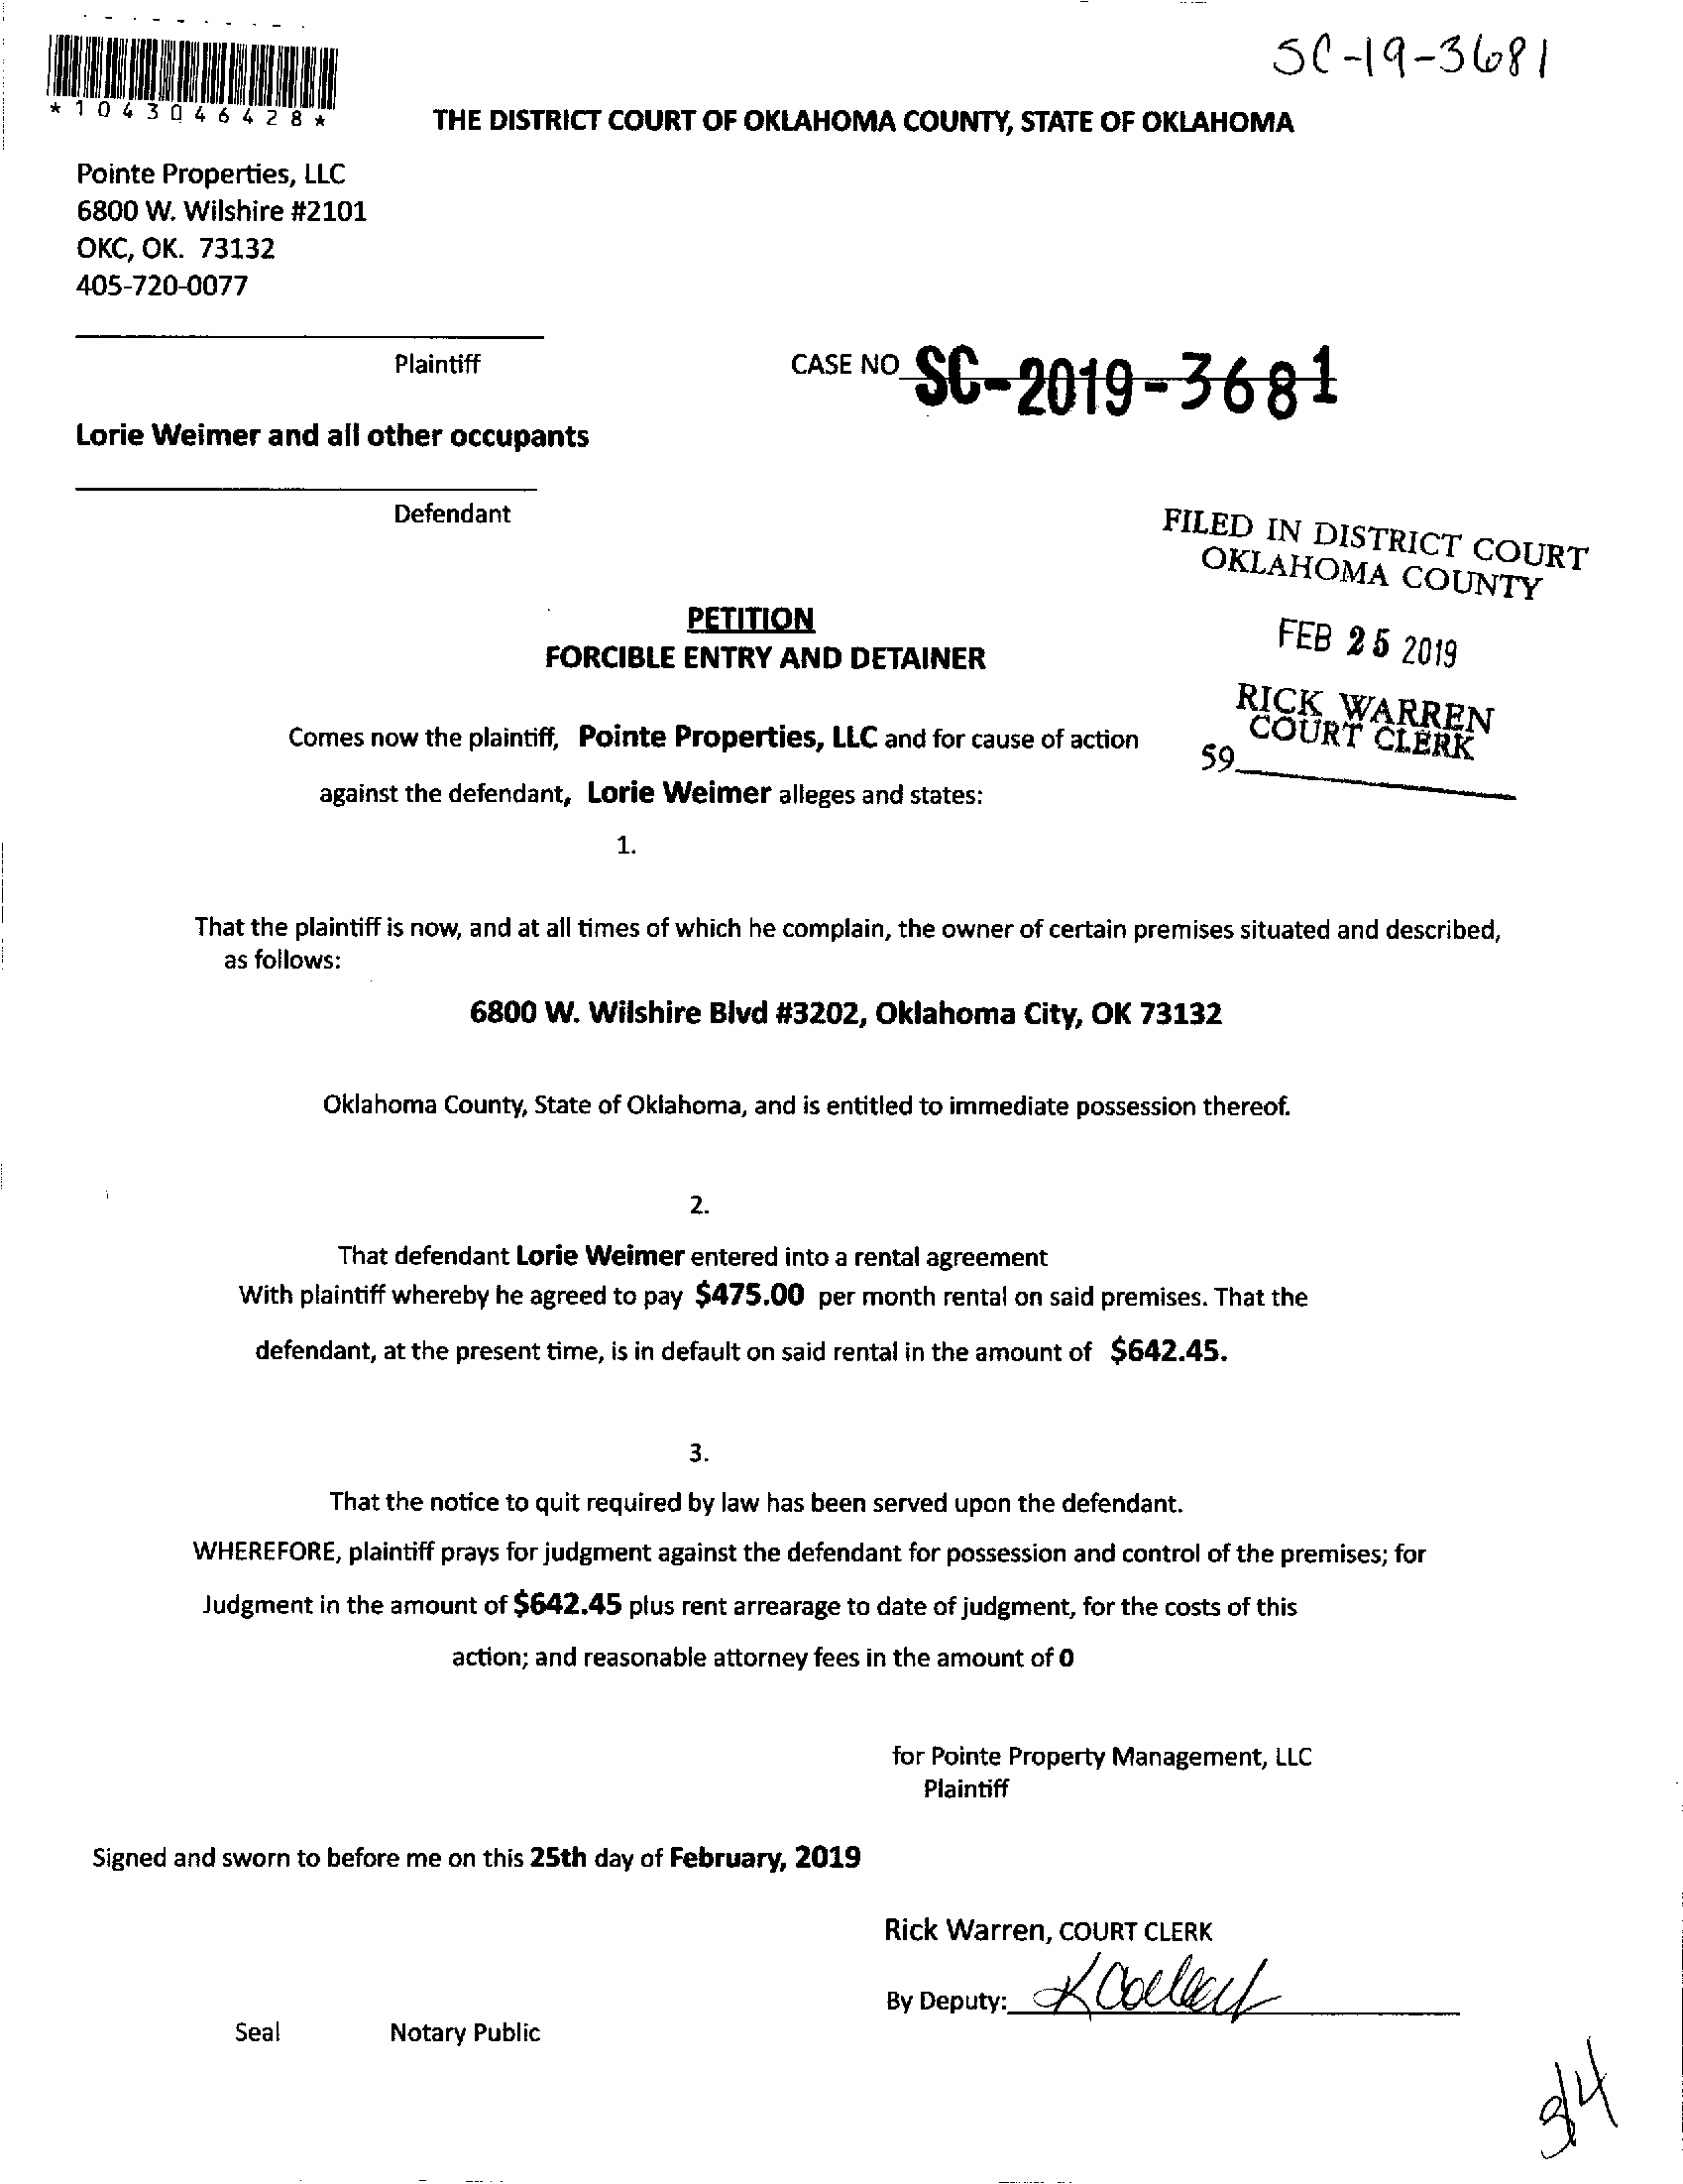 SC-19-3681
*1043046428*
THE DISTRICT COURT OF OKLAHOMA COUNTY, STATE OF OKLAHOMA
Pointe Properties, LLC
6800 W. Wilshire #2101
OKC, OK. 73132
405-720-0077
Plaintiff
CASE NO SC-2019-3681
Lorie Weimer and all other occupants
Defendant
FILED IN DISTRICT COURT
OKLAHOMA COUNTY
FEB 25 2019
RICK WARREN
COURT CLERK
59
PETITION
FORCIBLE ENTRY AND DETAINER
Comes now the plaintiff, Pointe Properties, LLC and for cause of action
against the defendant, Lorie Weimer alleges and states:
1.
That the plaintiff is now, and at all times of which he complain, the owner of certain premises situated and described,
as follows:
6800 W. Wilshire Blvd #3202, Oklahoma City, OK 73132
Oklahoma County, State of Oklahoma, and is entitled to immediate possession thereof.
2.
That defendant Lorie Weimer entered into a rental agreement
With plaintiff whereby he agreed to pay $475.00 per month rental on said premises. That the
defendant, at the present time, is in default on said rental in the amount of $642.45.
3.
That the notice to quit required by law has been served upon the defendant.
WHEREFORE, plaintiff prays for judgment against the defendant for possession and control of the premises; for
Judgment in the amount of $642.45 plus rent arrearage to date of judgment, for the costs of this
action; and reasonable attorney fees in the amount of 0
for Pointe Property Management, LLC
Plaintiff
Signed and sworn to before me on this 25th day of February, 2019
Rick Warren, COURT CLERK
By Deputy:
Seal Notary Public